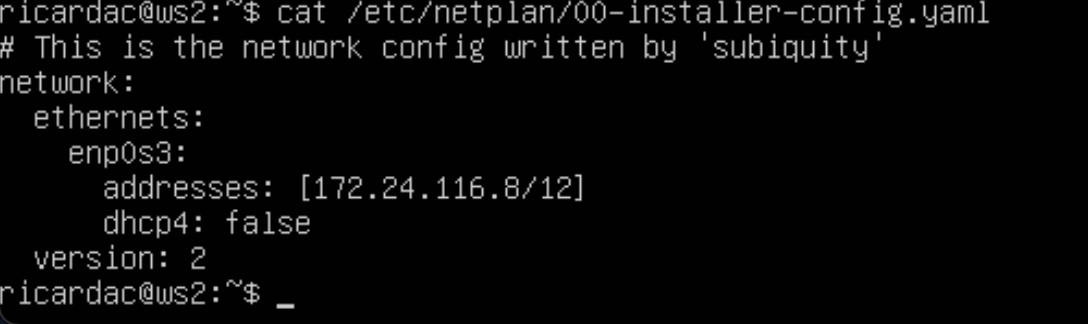 ricardac@ws2:~$ cat /etc/netplan/00-installer-config.yaml
# This is the network config written by 'subiquity'
network:
  ethernets:
    enp0s3:
      addresses: [172.24.116.8/12]
      dhcp4: false
  version: 2
ricardac@ws2:~$ _